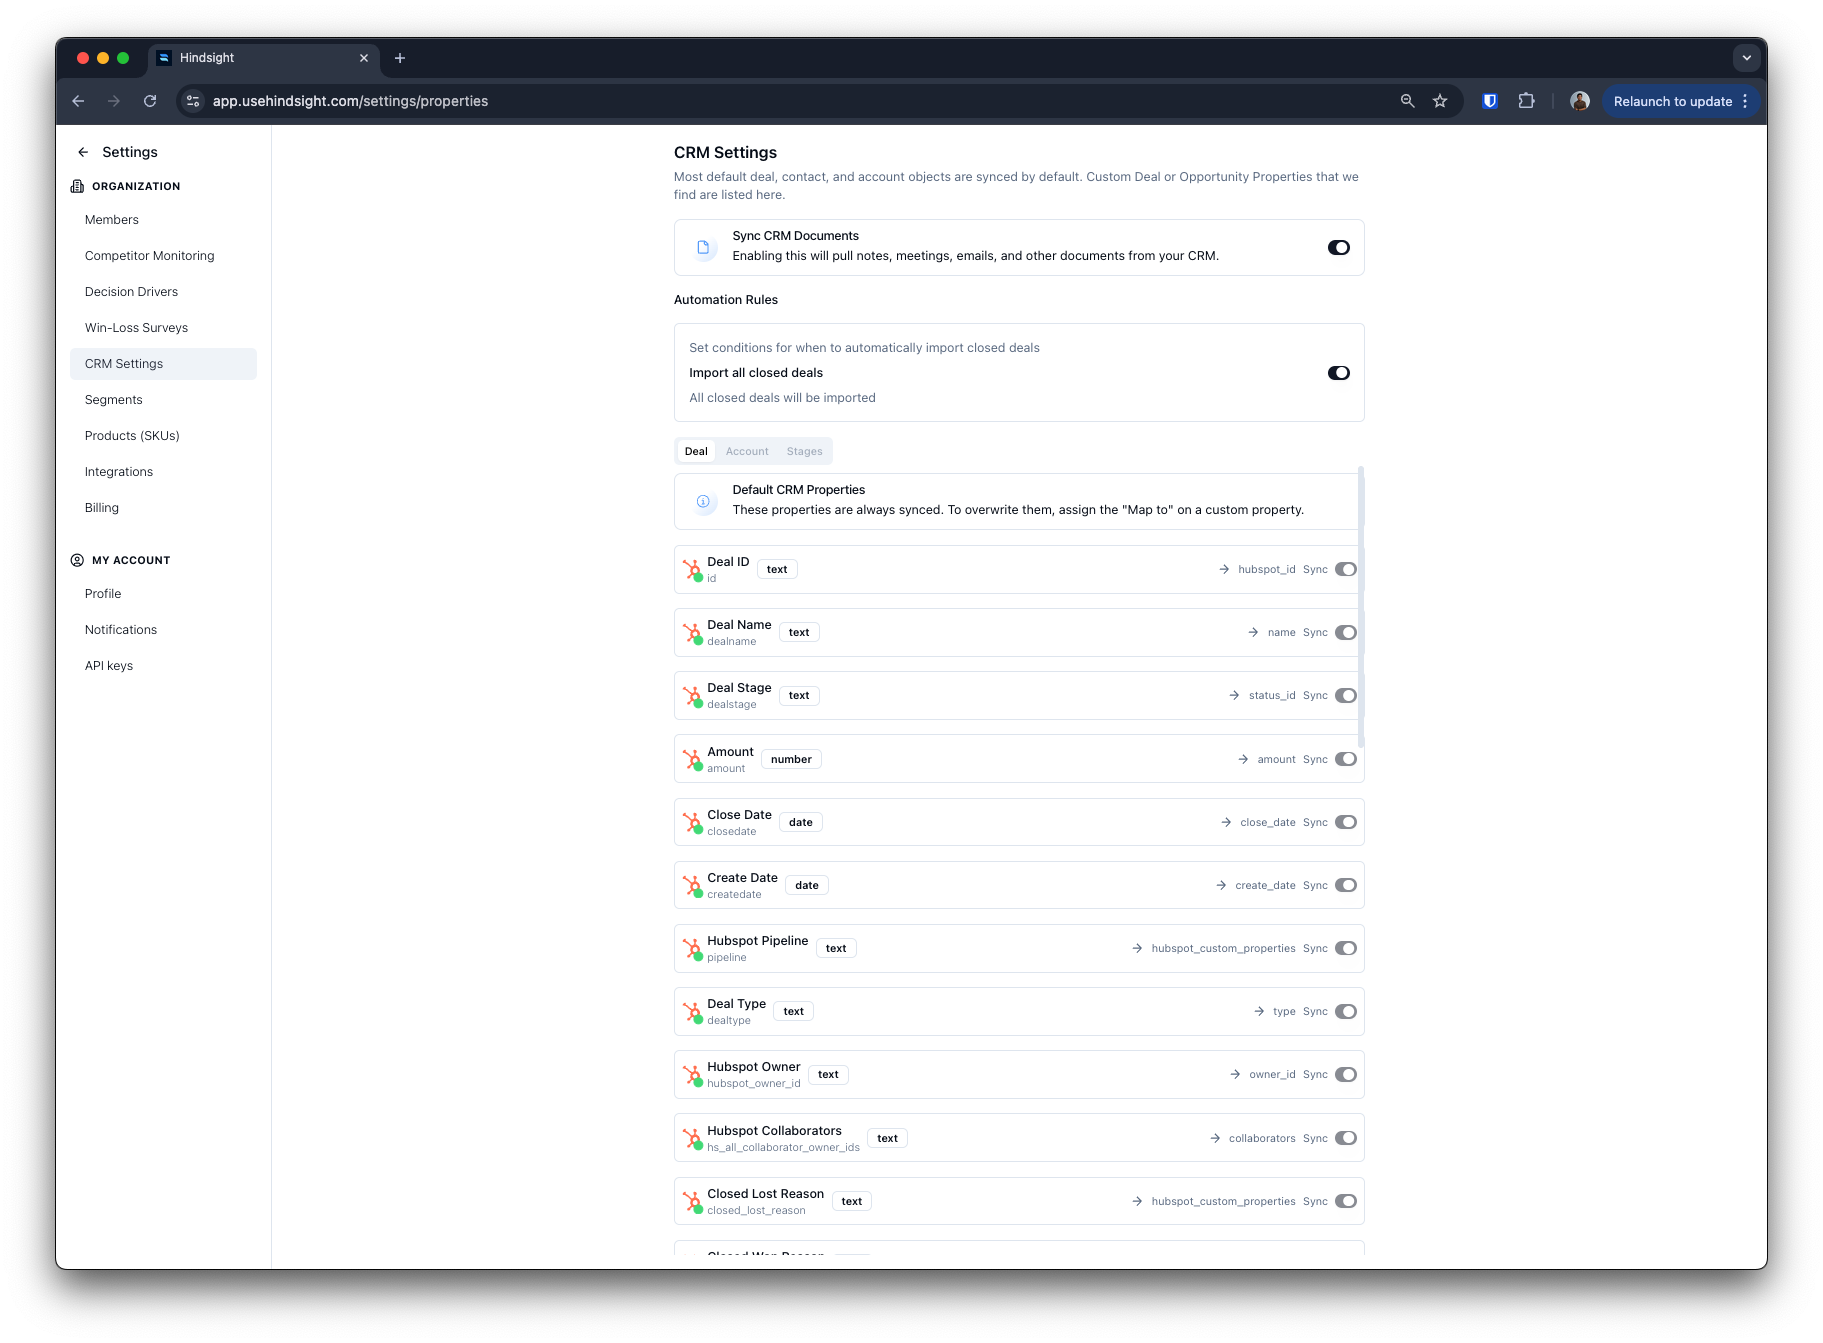 Hindsight
app.usehindsight.com/settings/properties
Relaunch to update
Settings
ORGANIZATION
Members
Competitor Monitoring
Decision Drivers
Win-Loss Surveys
CRM Settings
Segments
Products (SKUs)
Integrations
Billing
MY ACCOUNT
Profile
Notifications
API keys
CRM Settings
Most default deal, contact, and account objects are synced by default. Custom Deal or Opportunity Properties that we
find are listed here.
Sync CRM Documents
Enabling this will pull notes, meetings, emails, and other documents from your CRM.
Automation Rules
Set conditions for when to automatically import closed deals
Import all closed deals
All closed deals will be imported
Deal Account Stages
Default CRM Properties
These properties are always synced. To overwrite them, assign the "Map to" on a custom property.
Deal ID text → hubspot_id Sync
id
Deal Name text → name Sync
dealname
Deal Stage text → status_id Sync
dealstage
Amount number → amount Sync
amount
Close Date date → close_date Sync
closedate
Create Date date → create_date Sync
createdate
Hubspot Pipeline text → hubspot_custom_properties Sync
pipeline
Deal Type text → type Sync
dealtype
Hubspot Owner text → owner_id Sync
hubspot_owner_id
Hubspot Collaborators text → collaborators Sync
hs_all_collaborator_owner_ids
Closed Lost Reason text → hubspot_custom_properties Sync
closed_lost_reason
Closed Won Reason